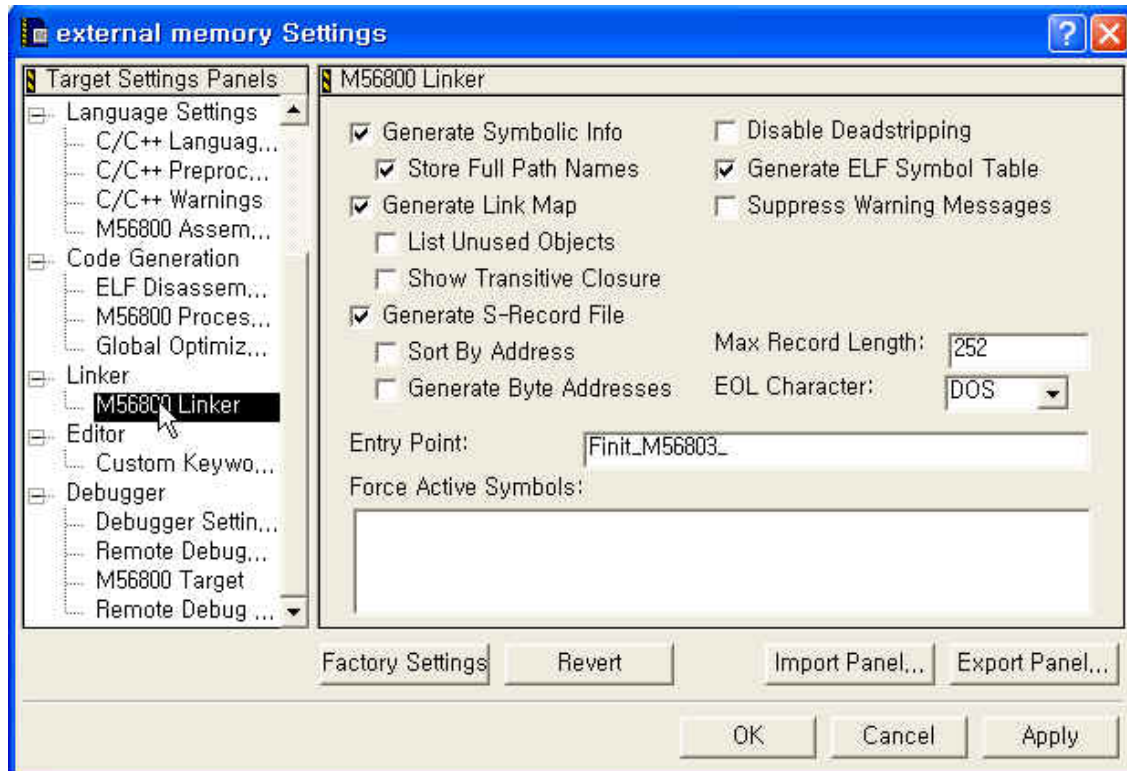 external memory Settings
Target Settings Panels
Language Settings
C/C++ Languag...
C/C++ Preproc...
C/C++ Warnings
M56800 Assem...
Code Generation
ELF Disassem...
M56800 Proces...
Global Optimiz...
Linker
M56800 Linker
Editor
Custom Keywo...
Debugger
Debugger Settin...
Remote Debug...
M56800 Target
Remote Debug ...
M56800 Linker
Generate Symbolic Info
Store Full Path Names
Generate Link Map
List Unused Objects
Show Transitive Closure
Generate S-Record File
Sort By Address
Generate Byte Addresses
Disable Deadstripping
Generate ELF Symbol Table
Suppress Warning Messages
Max Record Length: 252
EOL Character: DOS
Entry Point: Finit_M56803_
Force Active Symbols:
Factory Settings Revert Import Panel... Export Panel...
OK Cancel Apply